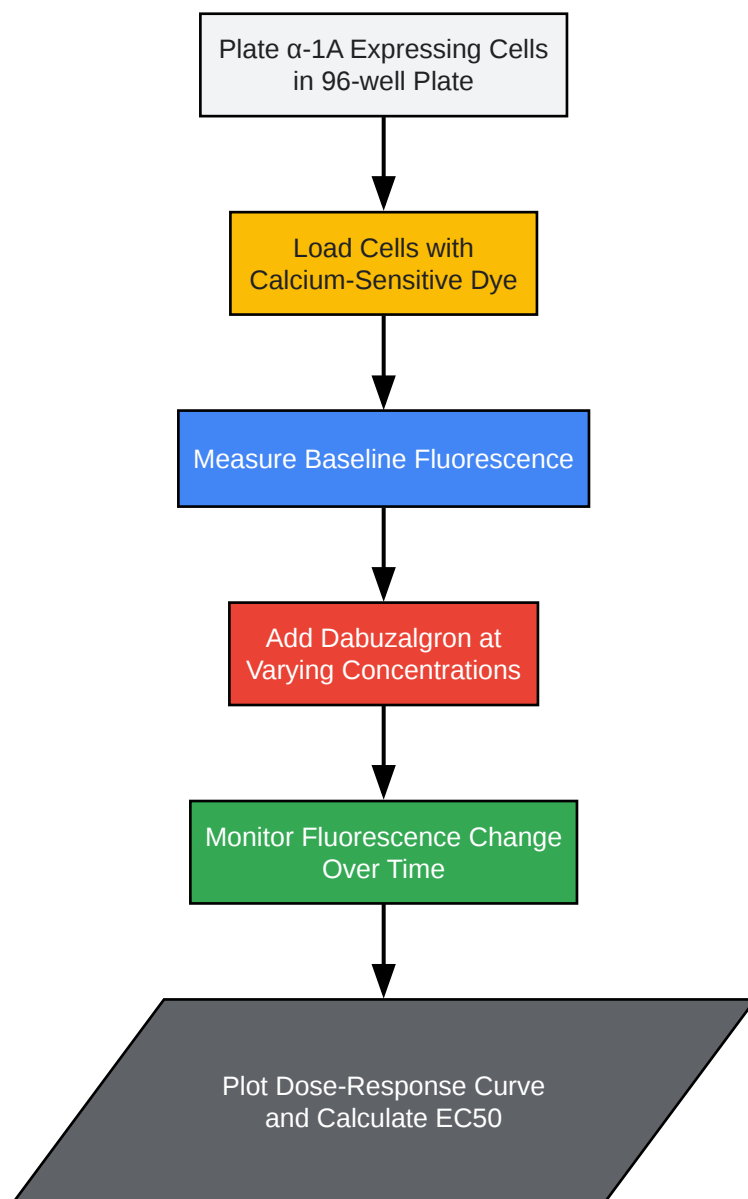 Plate α-1A Expressing Cells
in 96-well Plate
Load Cells with
Calcium-Sensitive Dye
Measure Baseline Fluorescence
Add Dabuzalgron at
Varying Concentrations
Monitor Fluorescence Change
Over Time
Plot Dose-Response Curve
and Calculate EC50